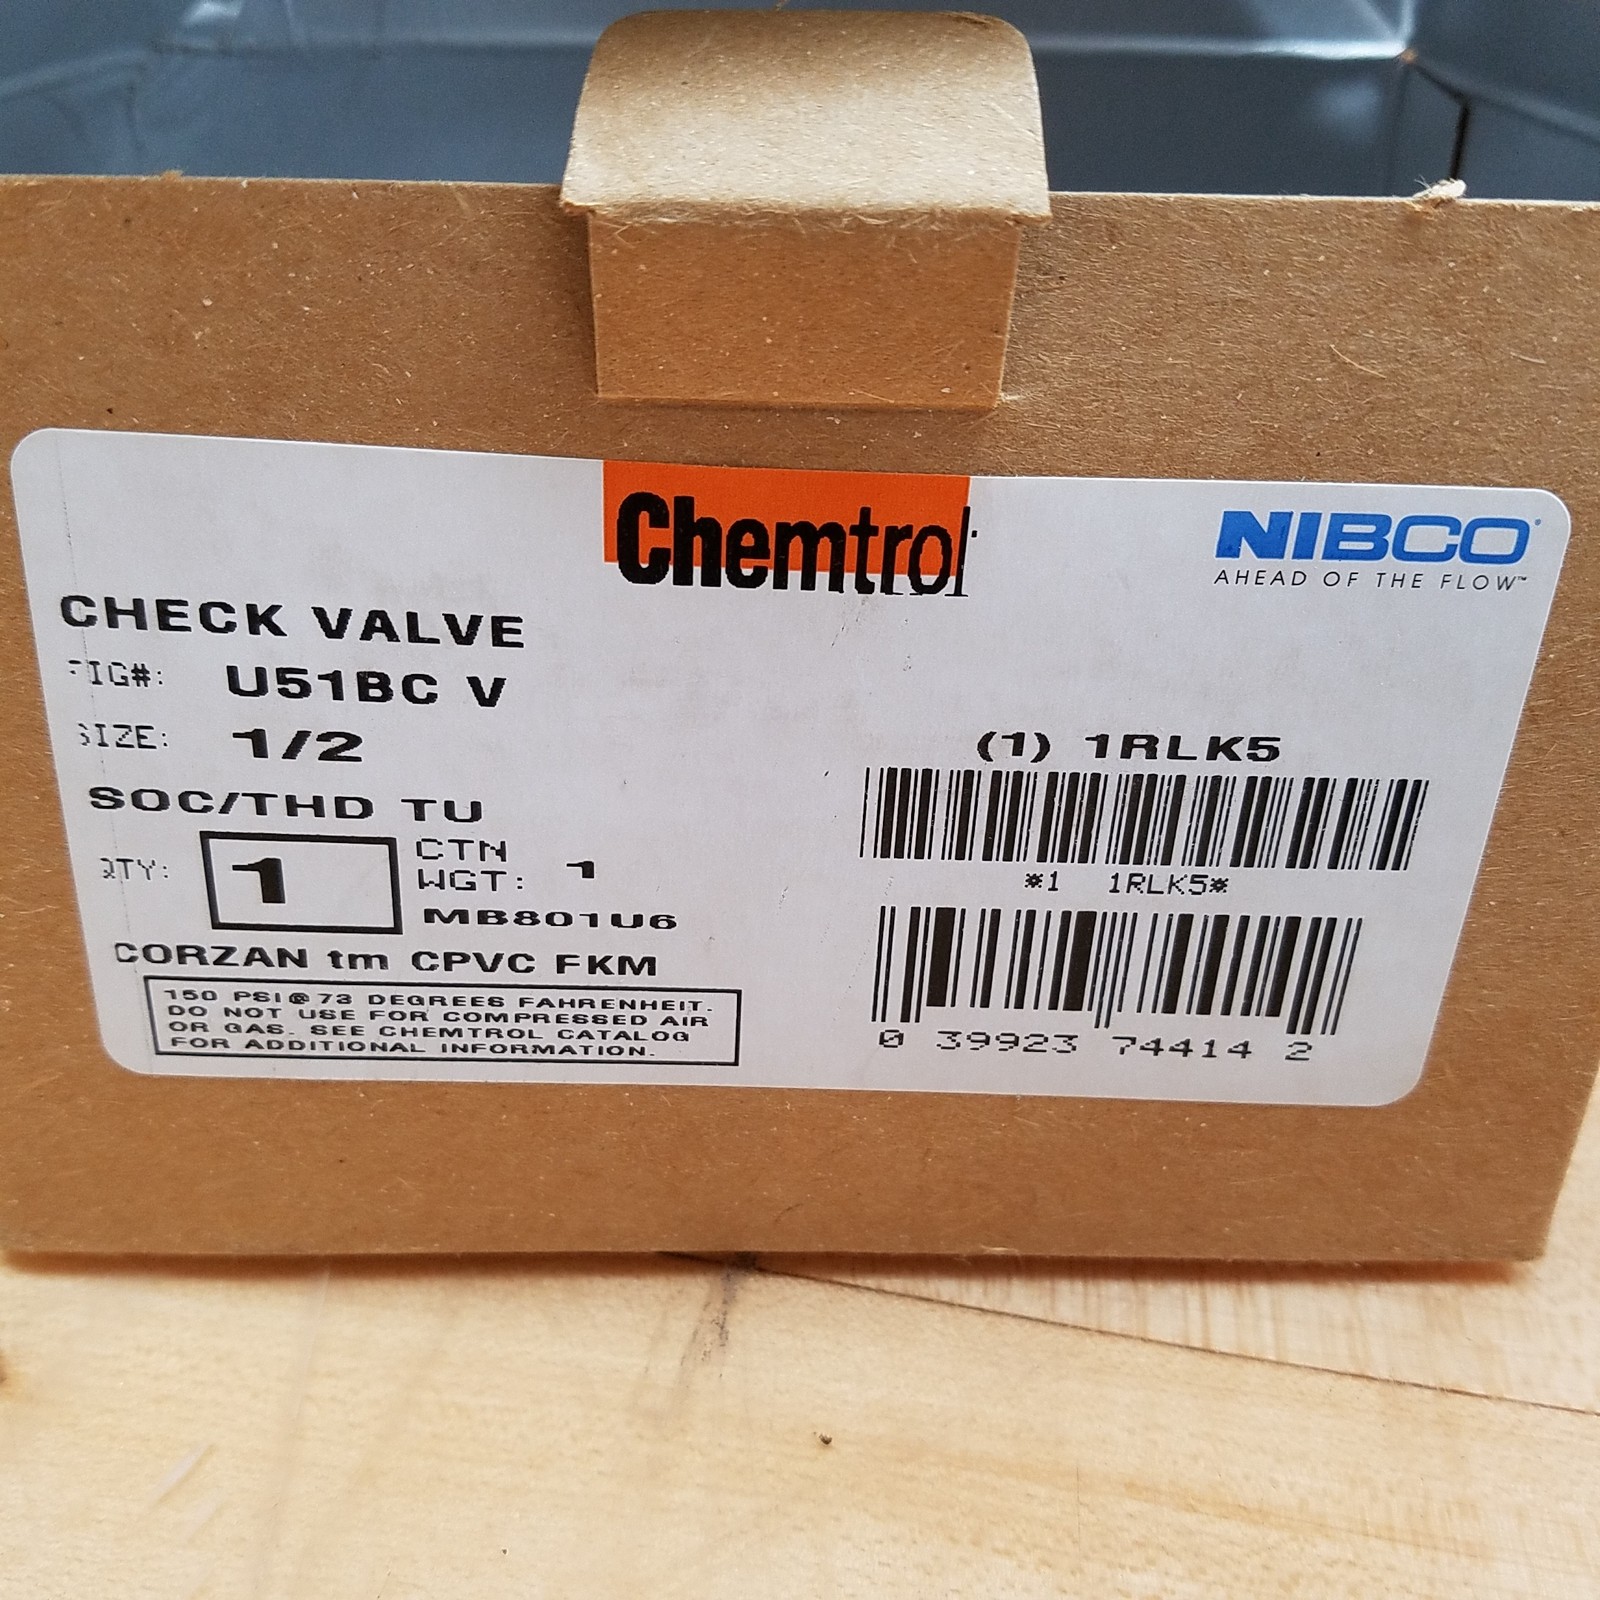 Chemtrol
NIBCO
AHEAD OF THE FLOW™
CHECK VALVE
FIG#: U51BC V
SIZE: 1/2
(1) 1RLK5
SOC/THD TU
QTY: 1 CTN WGT: 1
*1 1RLK5*
MB801U6
CORZAN tm CPVC FKM
150 PSI@73 DEGREES FAHRENHEIT.
DO NOT USE FOR COMPRESSED AIR
OR GAS. SEE CHEMTROL CATALOG
FOR ADDITIONAL INFORMATION.
0 39923 74414 2